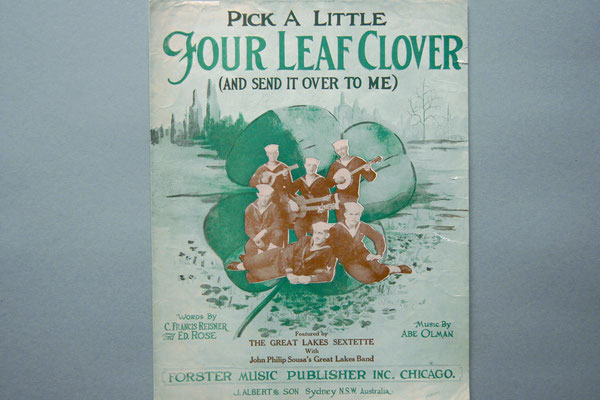 PICK A LITTLE
FOUR LEAF CLOVER
(AND SEND IT OVER TO ME)
WORDS BY
C. FRANCIS REISNER
AND ED. ROSE
MUSIC BY
ABE OLMAN
Featured by
THE GREAT LAKES SEXTETTE
With
John Philip Sousa's Great Lakes Band
FORSTER MUSIC PUBLISHER INC. CHICAGO.
J. ALBERT & SON Sydney N.S.W. Australia.